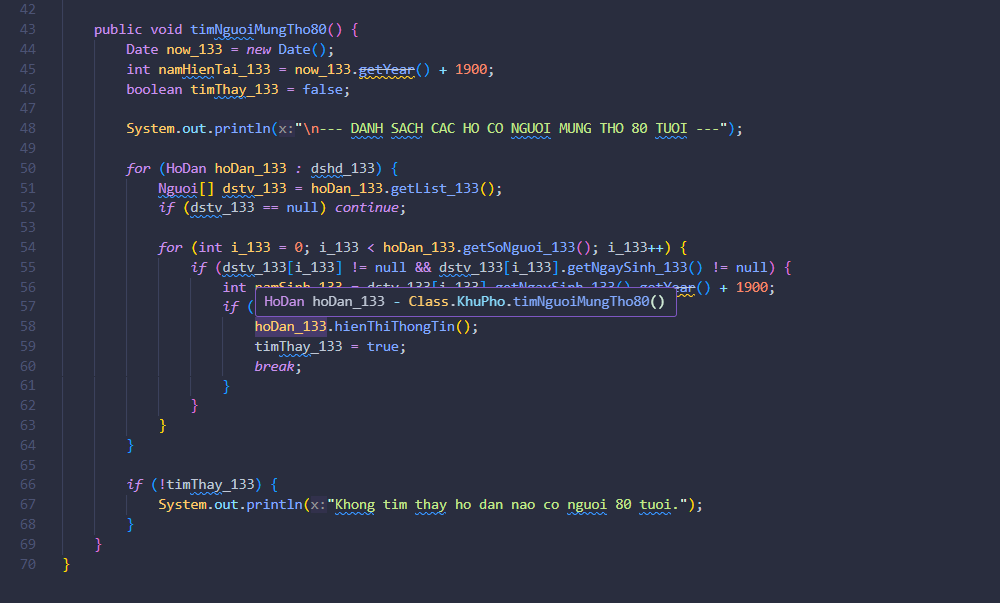 42
43 public void timNguoiMungTho80() {
44 Date now_133 = new Date();
45 int namHienTai_133 = now_133.getYear() + 1900;
46 boolean timThay_133 = false;
47
48 System.out.println(x:"\n--- DANH SACH CAC HO CO NGUOI MUNG THO 80 TUOI ---");
49
50 for (HoDan hoDan_133 : dshd_133) {
51 Nguoi[] dstv_133 = hoDan_133.getList_133();
52 if (dstv_133 == null) continue;
53
54 for (int i_133 = 0; i_133 < hoDan_133.getSoNguoi_133(); i_133++) {
55 if (dstv_133[i_133] != null && dstv_133[i_133].getNgaySinh_133() != null) {
56 int namSinh_133 = dstv_133[i_133].getNgaySinh_133().getYear() + 1900;
HoDan hoDan_133 - Class.KhuPho.timNguoiMungTho80()
57 if (
58 hoDan_133.hienThiThongTin();
59 timThay_133 = true;
60 break;
61 }
62 }
63 }
64 }
65
66 if (!timThay_133) {
67 System.out.println(x:"Khong tim thay ho dan nao co nguoi 80 tuoi.");
68 }
69 }
70 }